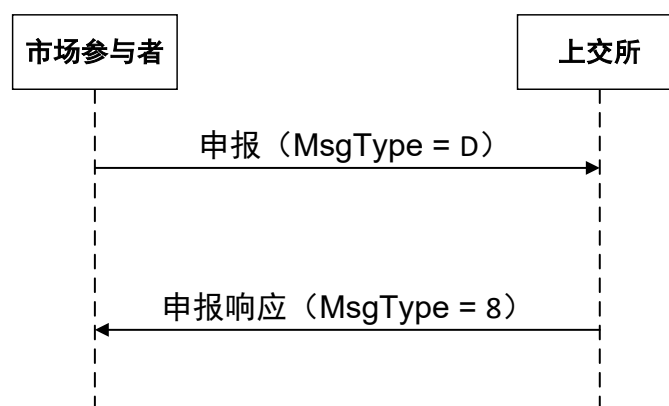 市场参与者
上交所
申报（MsgType = D）
申报响应（MsgType = 8）